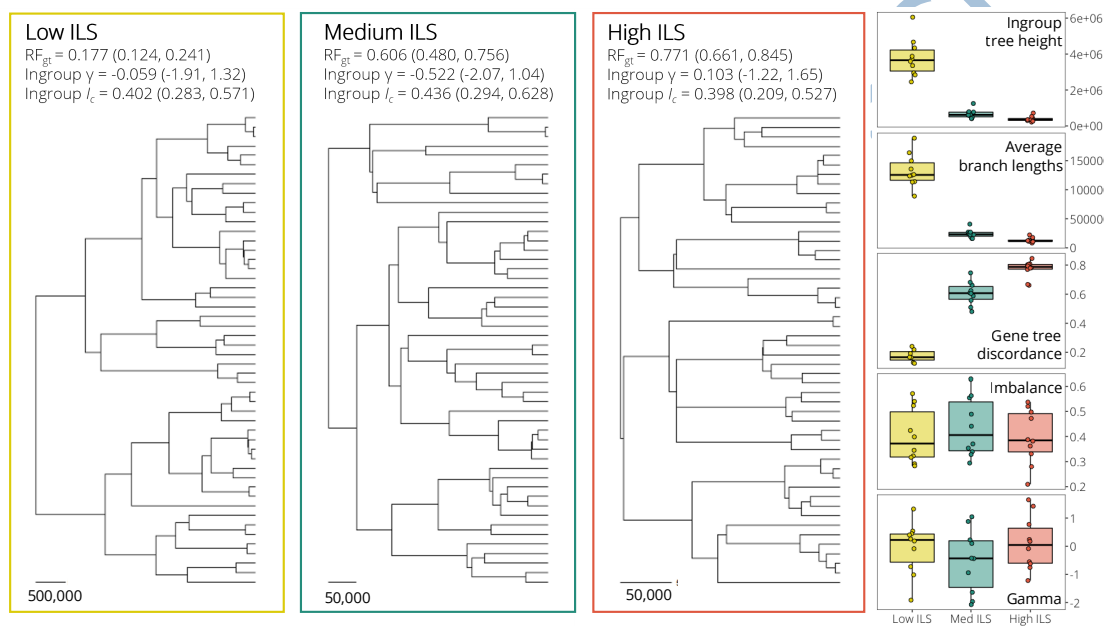 Low ILS
RFgt = 0.177 (0.124, 0.241)
Ingroup γ = -0.059 (-1.91, 1.32)
Ingroup Ic = 0.402 (0.283, 0.571)
500,000
Medium ILS
RFgt = 0.606 (0.480, 0.756)
Ingroup γ = -0.522 (-2.07, 1.04)
Ingroup Ic = 0.436 (0.294, 0.628)
50,000
High ILS
RFgt = 0.771 (0.661, 0.845)
Ingroup γ = 0.103 (-1.22, 1.65)
Ingroup Ic = 0.398 (0.209, 0.527)
50,000
Ingroup
tree height
6e+06
4e+06
2e+06
0e+00
Average
branch lengths
15000
10000
500000
0
0.8
0.6
0.4
0.2
Gene tree
discordance
Imbalance
0.6
0.5
0.4
0.3
0.2
1
0
-1
-2
Gamma
Low ILS
Med ILS
High ILS